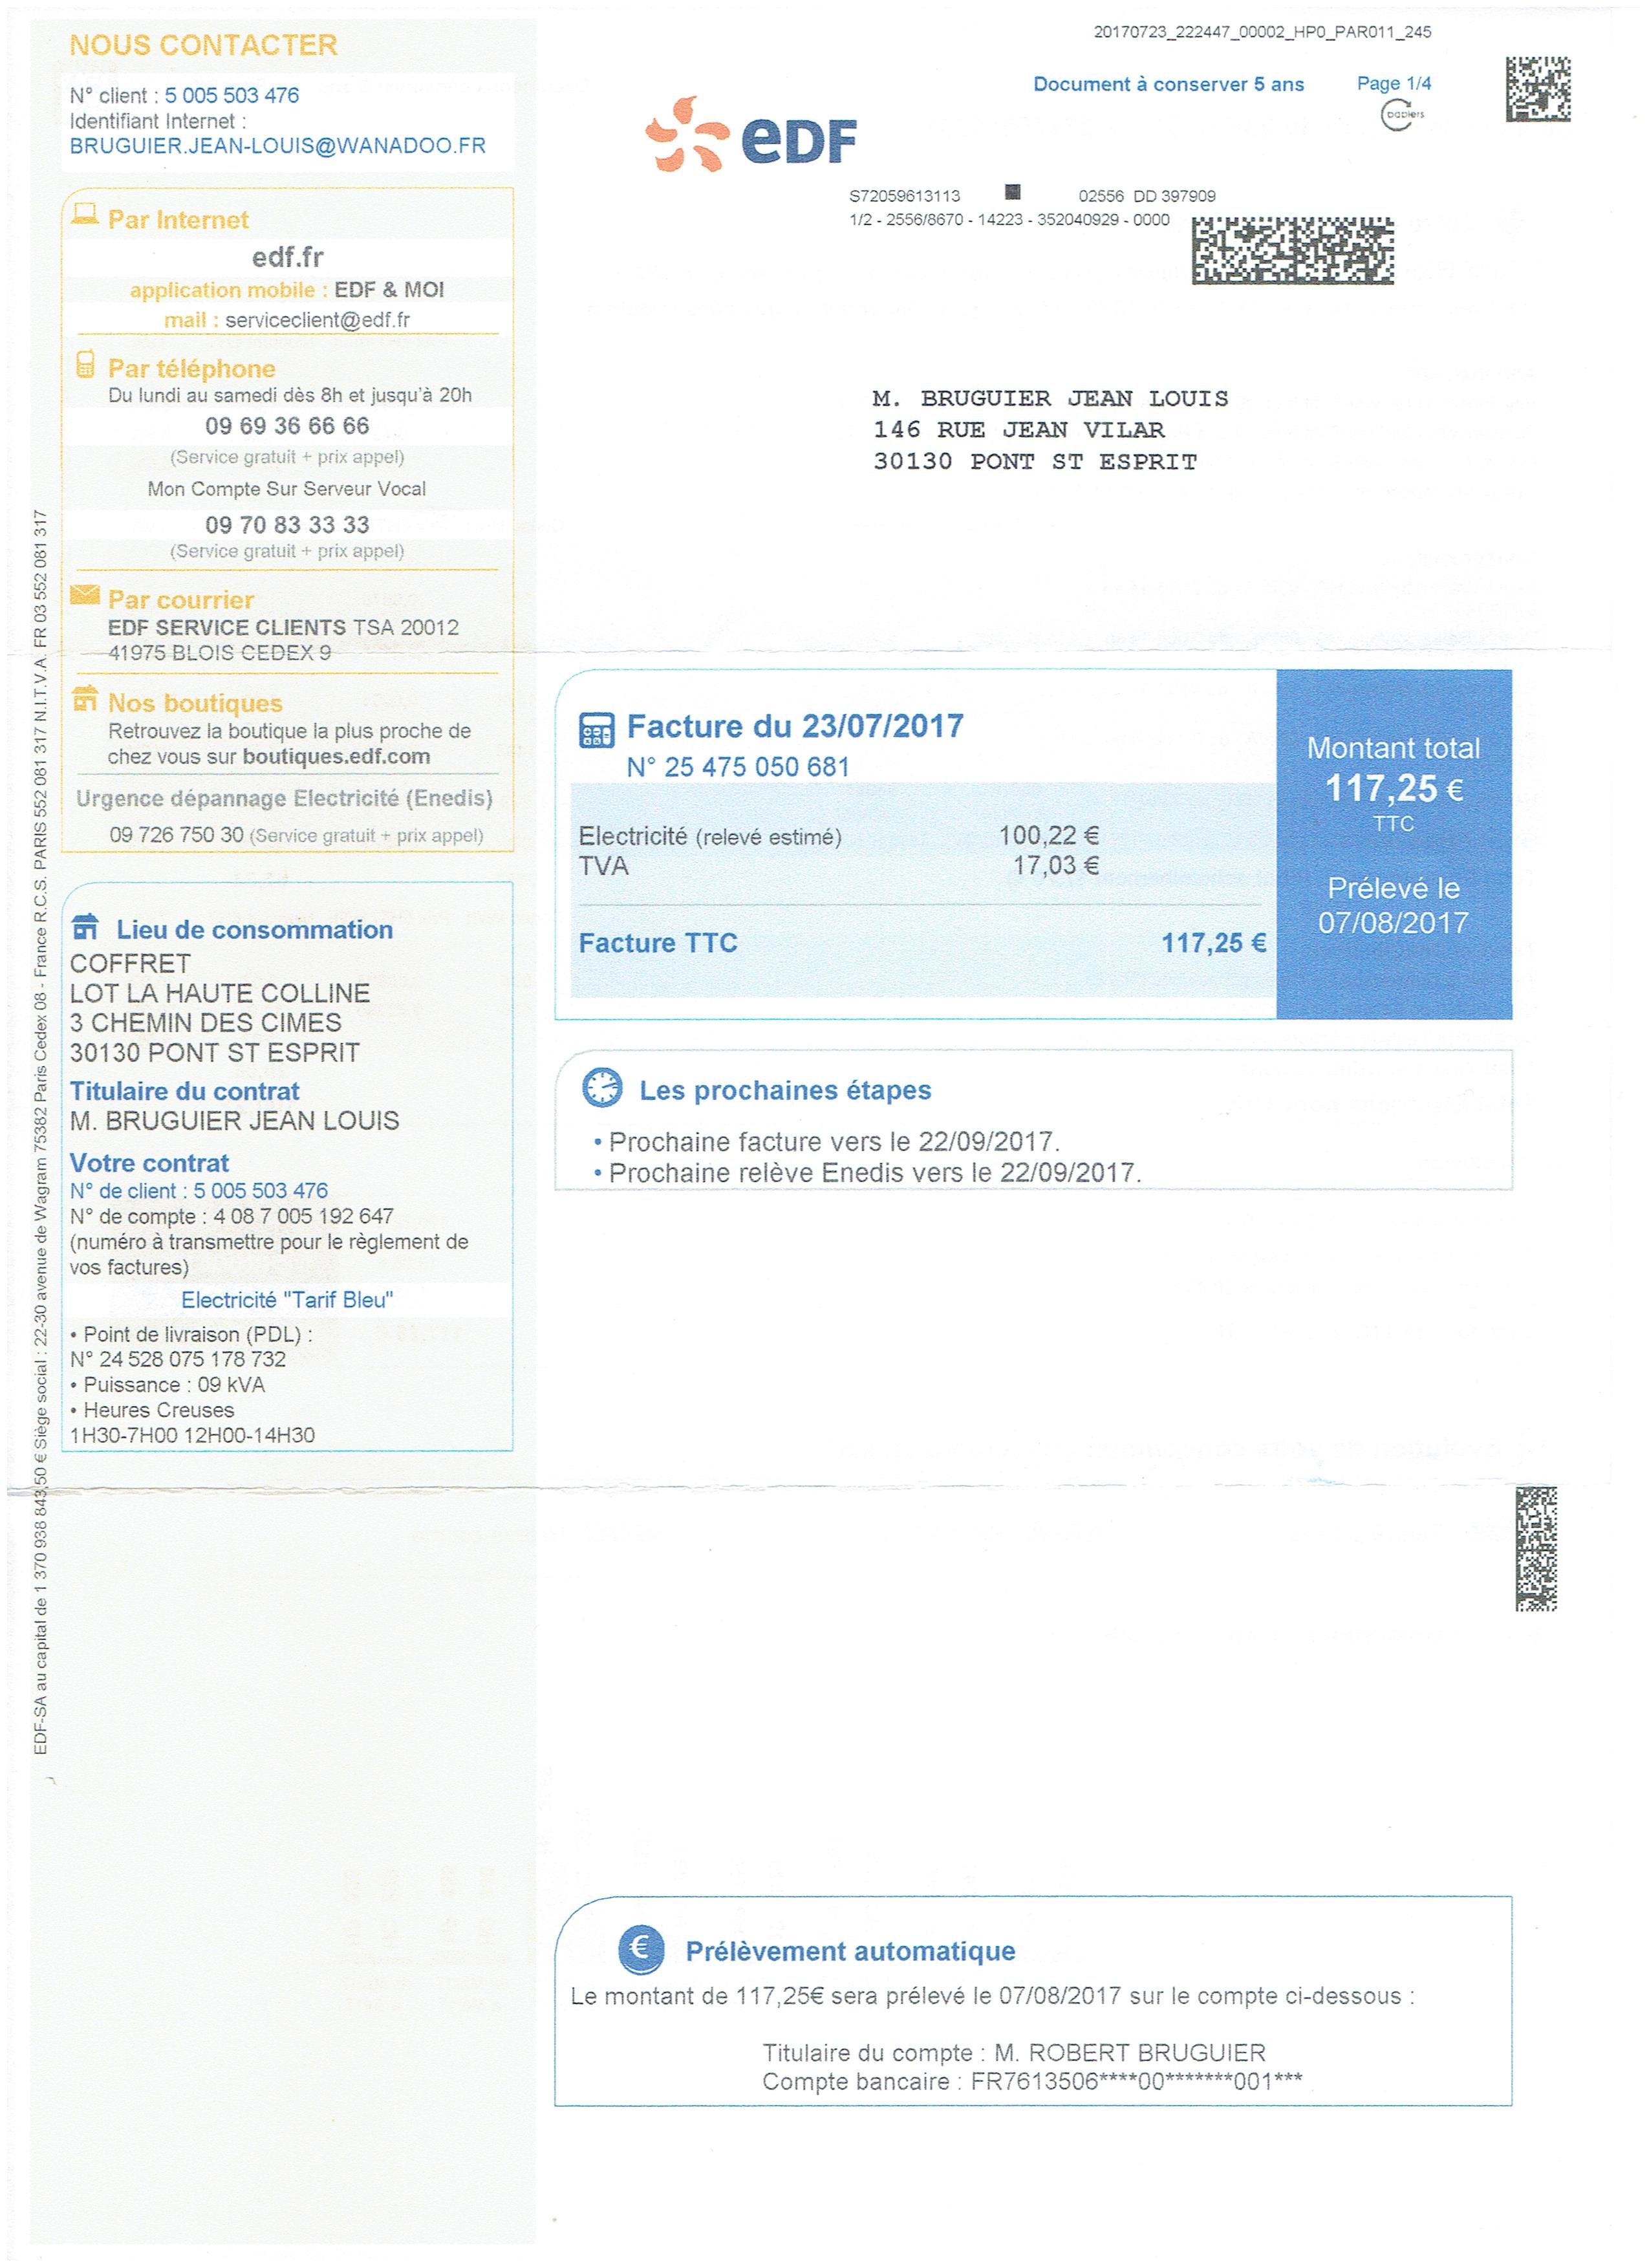 NOUS CONTACTER
N° client : 5 005 503 476
Identifiant Internet :
BRUGUIER.JEAN-LOUIS@WANADOO.FR
Par Internet
edf.fr
application mobile : EDF & MOI
mail : serviceclient@edf.fr
Par téléphone
Du lundi au samedi dès 8h et jusqu'à 20h
09 69 36 66 66
(Service gratuit + prix appel)
Mon Compte Sur Serveur Vocal
09 70 83 33 33
(Service gratuit + prix appel)
Par courrier
EDF SERVICE CLIENTS TSA 20012
41975 BLOIS CEDEX 9
Nos boutiques
Retrouvez la boutique la plus proche de
chez vous sur boutiques.edf.com
Urgence dépannage Electricité (Enedis)
09 726 750 30 (Service gratuit + prix appel)
Lieu de consommation
COFFRET
LOT LA HAUTE COLLINE
3 CHEMIN DES CIMES
30130 PONT ST ESPRIT
Titulaire du contrat
M. BRUGUIER JEAN LOUIS
Votre contrat
N° de client : 5 005 503 476
N° de compte : 4 08 7 005 192 647
(numéro à transmettre pour le règlement de
vos factures)
Electricité "Tarif Bleu"
• Point de livraison (PDL) :
N° 24 528 075 178 732
• Puissance : 09 kVA
• Heures Creuses
1H30-7H00 12H00-14H30
EDF-SA au capital de 1 370 938 843,50 € Siège social : 22-30 avenue de Wagram 75382 Paris Cedex 08 - France R.C.S. PARIS 552 081 317 N.I.T.V.A. FR 03 552 081 317
20170723_222447_00002_HP0_PAR011_245
Document à conserver 5 ans Page 1/4
papiers
eDF
S72059613113 02556 DD 397909
1/2 - 2556/8670 - 14223 - 352040929 - 0000
M. BRUGUIER JEAN LOUIS
146 RUE JEAN VILAR
30130 PONT ST ESPRIT
Facture du 23/07/2017
N° 25 475 050 681
Electricité (relevé estimé) 100,22 €
TVA 17,03 €
Facture TTC 117,25 €
Montant total
117,25 €
TTC
Prélevé le
07/08/2017
Les prochaines étapes
• Prochaine facture vers le 22/09/2017.
• Prochaine relève Enedis vers le 22/09/2017.
€ Prélèvement automatique
Le montant de 117,25€ sera prélevé le 07/08/2017 sur le compte ci-dessous :
Titulaire du compte : M. ROBERT BRUGUIER
Compte bancaire : FR7613506****00*******001***